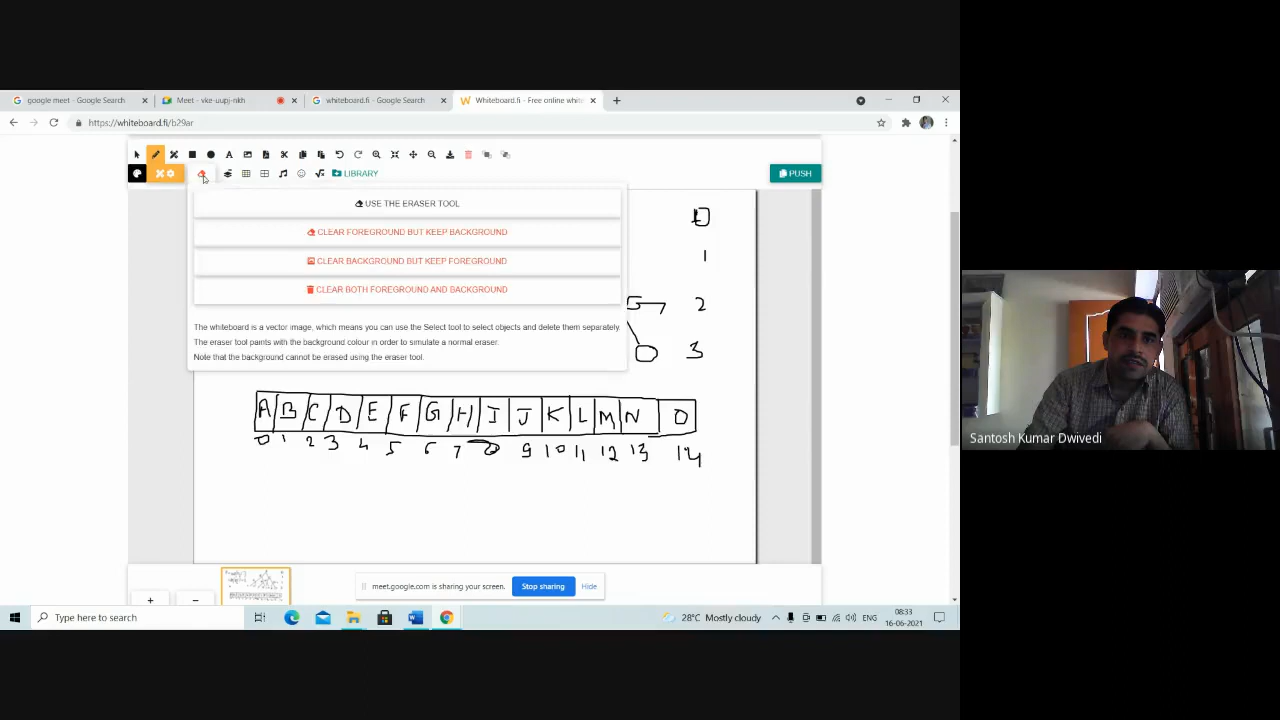 google meet - Google Search
Meet - vke-uupj-nkh
whiteboard.fi - Google Search
Whiteboard.fi - Free online white
https://whiteboard.fi/b29ar
LIBRARY
PUSH
USE THE ERASER TOOL
CLEAR FOREGROUND BUT KEEP BACKGROUND
CLEAR BACKGROUND BUT KEEP FOREGROUND
CLEAR BOTH FOREGROUND AND BACKGROUND
The whiteboard is a vector image, which means you can use the Select tool to select objects and delete them separately.
The eraser tool paints with the background colour in order to simulate a normal eraser.
Note that the background cannot be erased using the eraser tool.
1
2
3
A B C D E F G H I J K L M N O
0 1 2 3 4 5 6 7 8 9 10 11 12 13 14
Santosh Kumar Dwivedi
meet.google.com is sharing your screen.
Stop sharing
Hide
Type here to search
28°C Mostly cloudy
ENG
08:33
16-06-2021